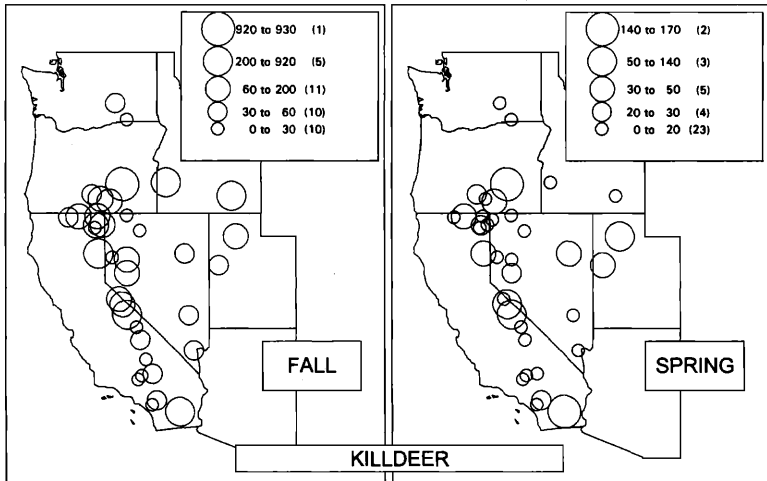 920 to 930 (1)
200 to 920 (5)
60 to 200 (11)
30 to 60 (10)
0 to 30 (10)
FALL
140 to 170 (2)
50 to 140 (3)
30 to 50 (5)
20 to 30 (4)
0 to 20 (23)
SPRING
KILLDEER